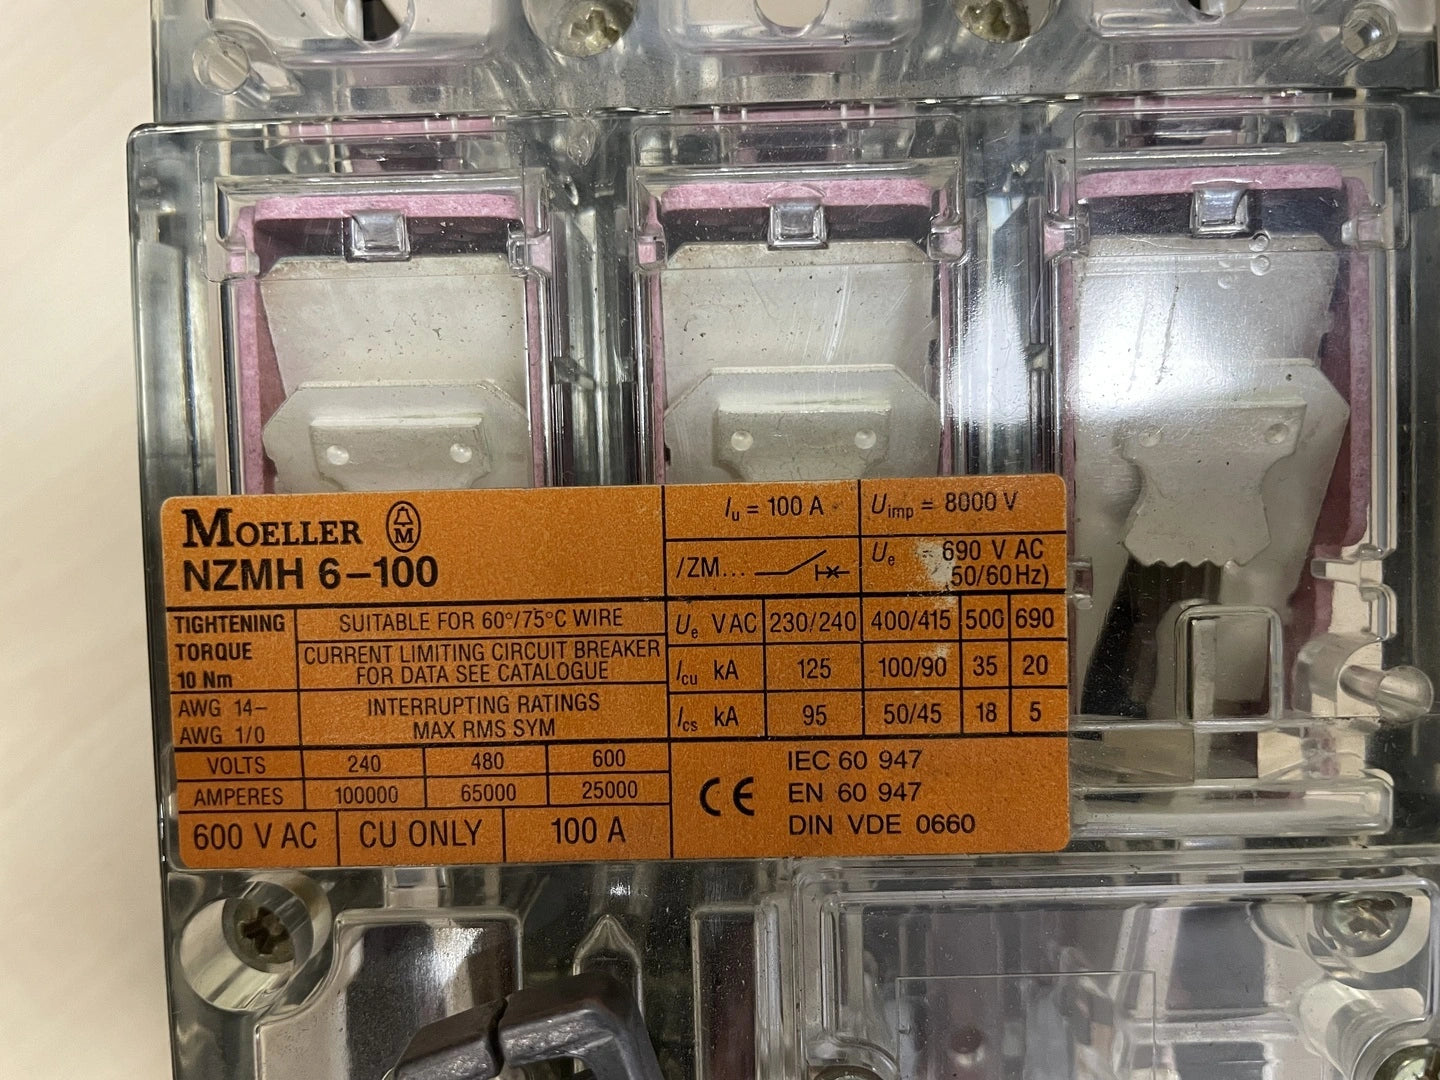 MOELLER
NZMH 6-100
Iu = 100 A
Uimp = 8000 V
/ZM...
Ue = 690 V AC
50/60 Hz)
TIGHTENING
TORQUE
10 Nm
SUITABLE FOR 60°/75°C WIRE
CURRENT LIMITING CIRCUIT BREAKER
FOR DATA SEE CATALOGUE
AWG 14–
AWG 1/0
INTERRUPTING RATINGS
MAX RMS SYM
VOLTS 240 480 600
AMPERES 100000 65000 25000
600 V AC CU ONLY 100 A
Ue V AC 230/240 400/415 500 690
Icu kA 125 100/90 35 20
Ics kA 95 50/45 18 5
CE
IEC 60 947
EN 60 947
DIN VDE 0660